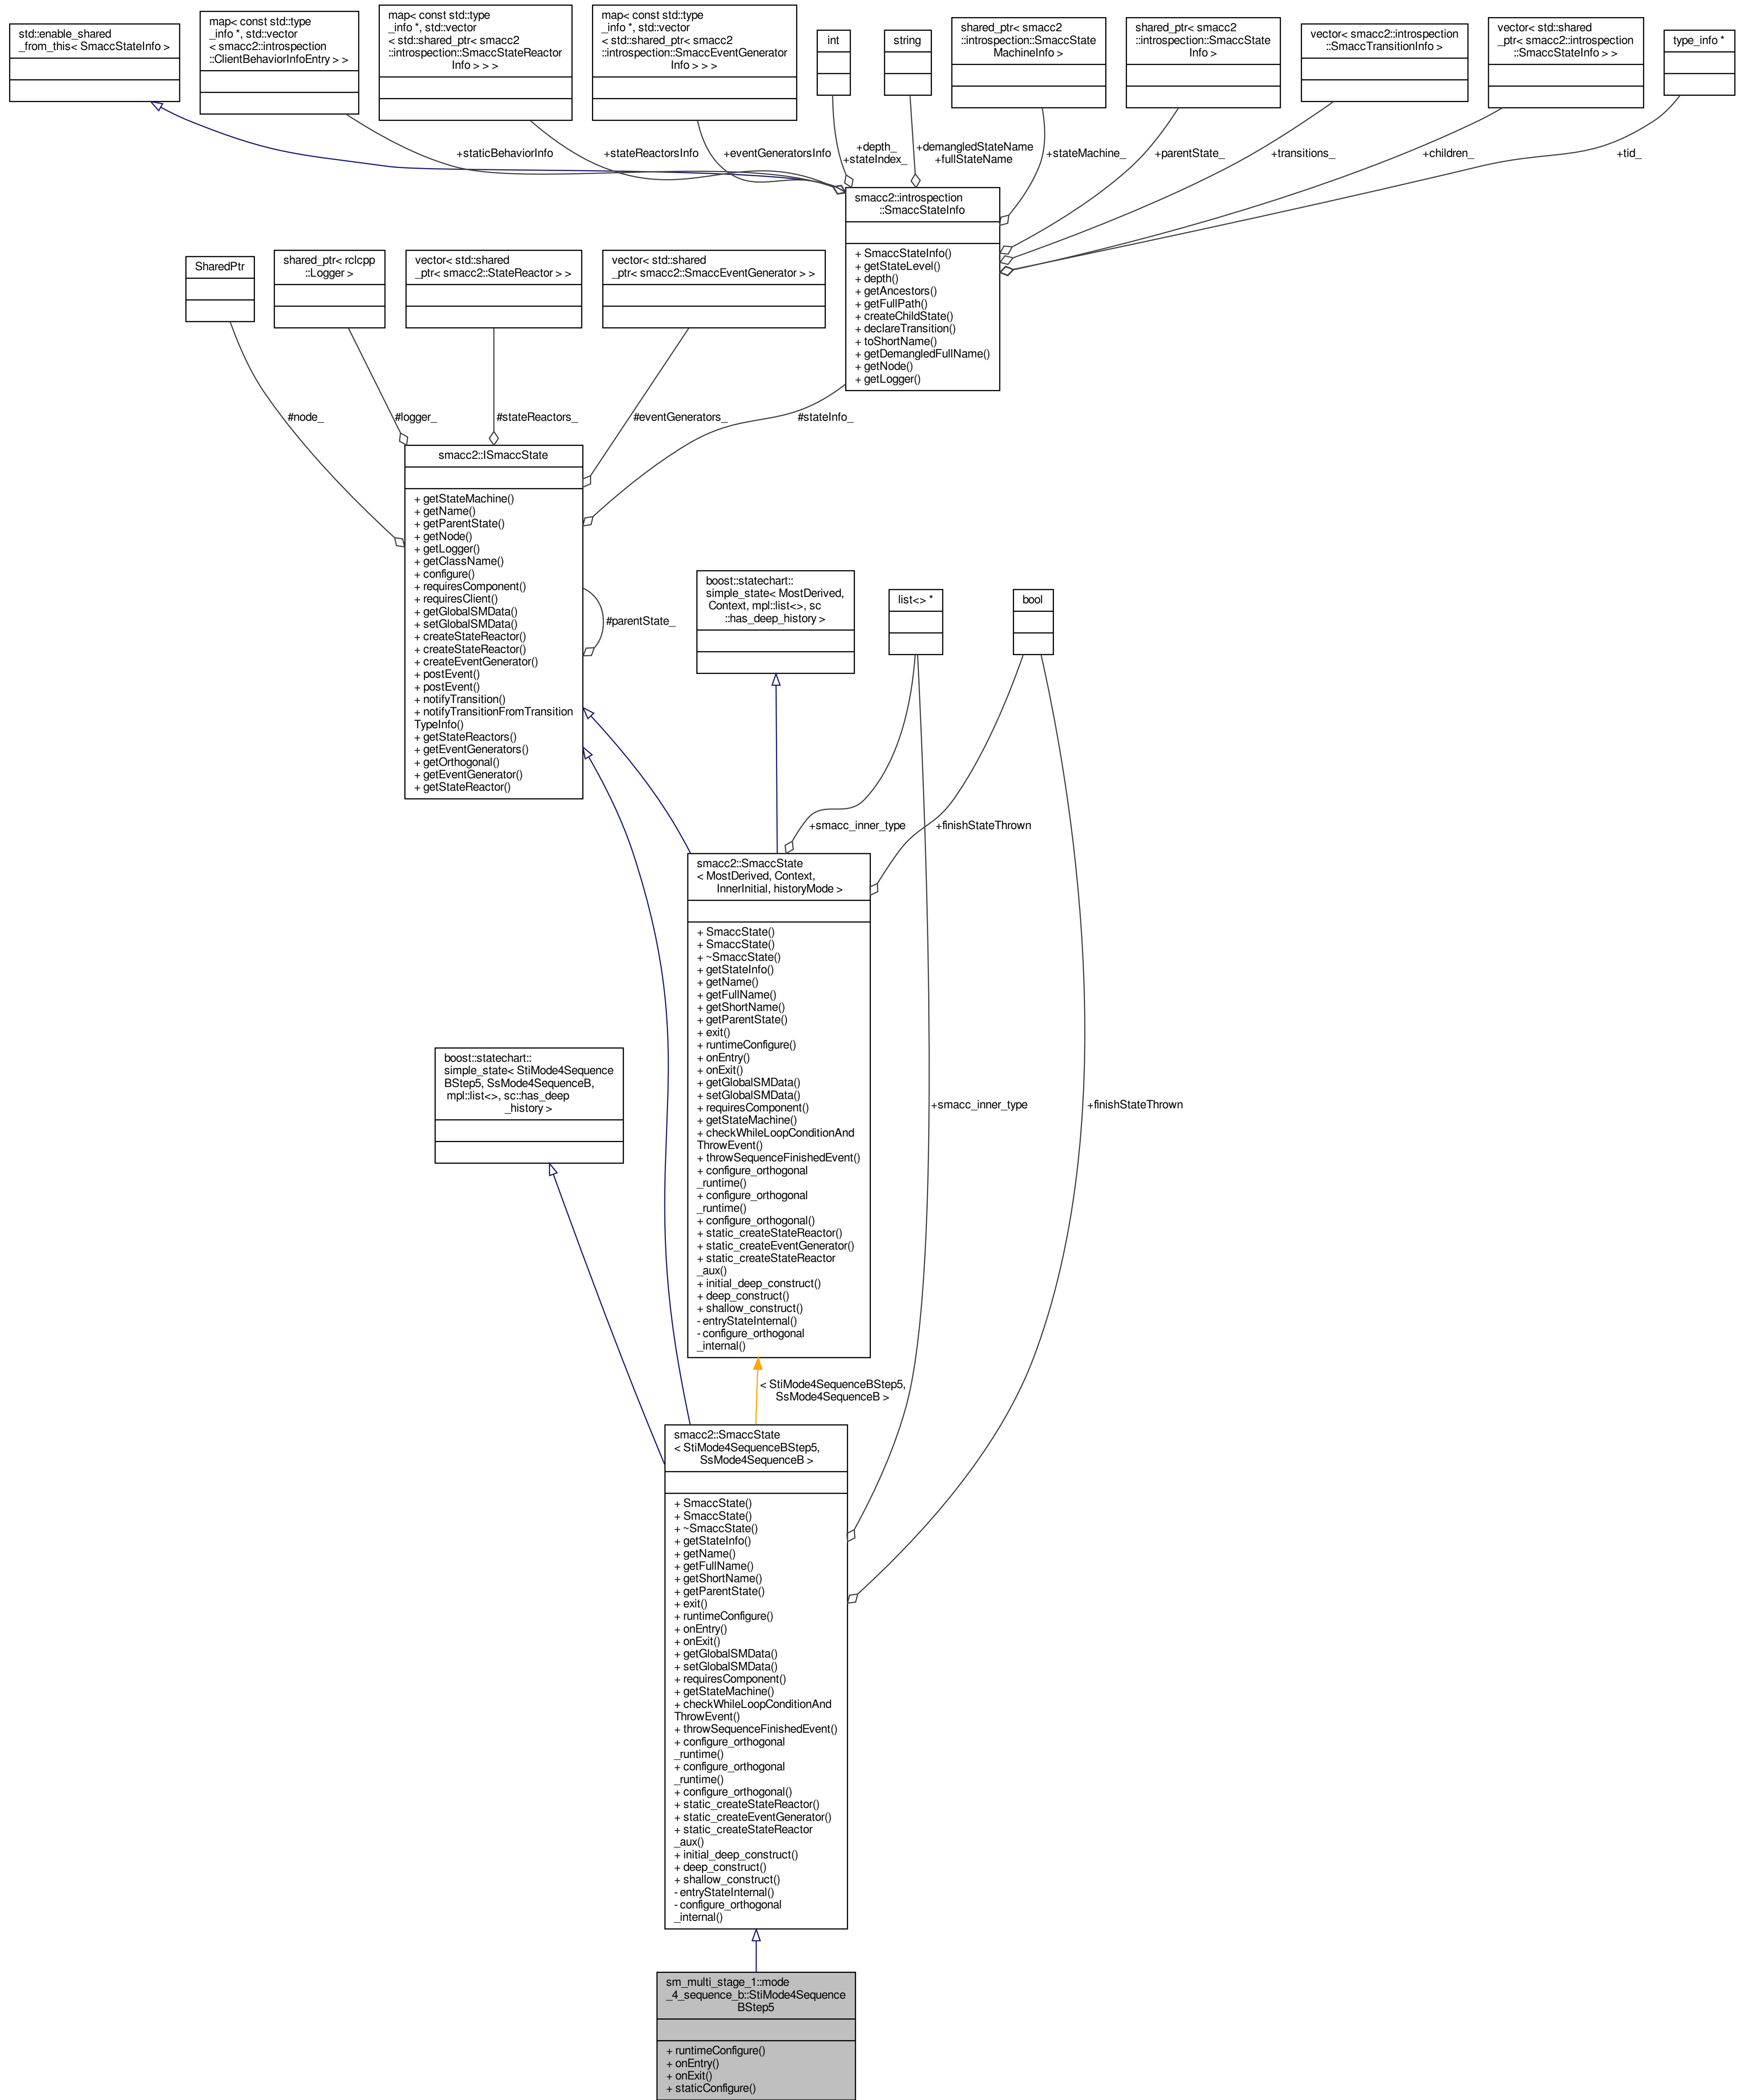 std::enable_shared
_from_this< SmaccStateInfo >
map< const std::type
_info *, std::vector
< smacc2::introspection
::ClientBehaviorInfoEntry > >
map< const std::type
_info *, std::vector
< std::shared_ptr< smacc2
::introspection::SmaccStateReactor
Info > > >
map< const std::type
_info *, std::vector
< std::shared_ptr< smacc2
::introspection::SmaccEventGenerator
Info > > >
int
string
shared_ptr< smacc2
::introspection::SmaccState
MachineInfo >
shared_ptr< smacc2
::introspection::SmaccState
Info >
vector< smacc2::introspection
::SmaccTransitionInfo >
vector< std::shared
_ptr< smacc2::introspection
::SmaccStateInfo > >
type_info *
+staticBehaviorInfo
+stateReactorsInfo
+eventGeneratorsInfo
+depth_
+stateIndex_
+demangledStateName
+fullStateName
+stateMachine_
+parentState_
+transitions_
+children_
+tid_
smacc2::introspection
::SmaccStateInfo
+ SmaccStateInfo()
+ getStateLevel()
+ depth()
+ getAncestors()
+ getFullPath()
+ createChildState()
+ declareTransition()
+ toShortName()
+ getDemangledFullName()
+ getNode()
+ getLogger()
SharedPtr
shared_ptr< rclcpp
::Logger >
vector< std::shared
_ptr< smacc2::StateReactor > >
vector< std::shared
_ptr< smacc2::SmaccEventGenerator > >
#node_
#logger_
#stateReactors_
#eventGenerators_
#stateInfo_
smacc2::ISmaccState
+ getStateMachine()
+ getName()
+ getParentState()
+ getNode()
+ getLogger()
+ getClassName()
+ configure()
+ requiresComponent()
+ requiresClient()
+ getGlobalSMData()
+ setGlobalSMData()
+ createStateReactor()
+ createStateReactor()
+ createEventGenerator()
+ postEvent()
+ postEvent()
+ notifyTransition()
+ notifyTransitionFromTransition
TypeInfo()
+ getStateReactors()
+ getEventGenerators()
+ getOrthogonal()
+ getEventGenerator()
+ getStateReactor()
#parentState_
boost::statechart::
simple_state< MostDerived,
Context, mpl::list<>, sc
::has_deep_history >
list<> *
bool
+smacc_inner_type
+finishStateThrown
smacc2::SmaccState
< MostDerived, Context,
InnerInitial, historyMode >
+ SmaccState()
+ SmaccState()
+ ~SmaccState()
+ getStateInfo()
+ getName()
+ getFullName()
+ getShortName()
+ getParentState()
+ exit()
+ runtimeConfigure()
+ onEntry()
+ onExit()
+ getGlobalSMData()
+ setGlobalSMData()
+ requiresComponent()
+ getStateMachine()
+ checkWhileLoopConditionAnd
ThrowEvent()
+ throwSequenceFinishedEvent()
+ configure_orthogonal
_runtime()
+ configure_orthogonal
_runtime()
+ configure_orthogonal()
+ static_createStateReactor()
+ static_createEventGenerator()
+ static_createStateReactor
_aux()
+ initial_deep_construct()
+ deep_construct()
+ shallow_construct()
- entryStateInternal()
- configure_orthogonal
_internal()
boost::statechart::
simple_state< StiMode4Sequence
BStep5, SsMode4SequenceB,
mpl::list<>, sc::has_deep
_history >
+smacc_inner_type
+finishStateThrown
< StiMode4SequenceBStep5,
SsMode4SequenceB >
smacc2::SmaccState
< StiMode4SequenceBStep5,
SsMode4SequenceB >
+ SmaccState()
+ SmaccState()
+ ~SmaccState()
+ getStateInfo()
+ getName()
+ getFullName()
+ getShortName()
+ getParentState()
+ exit()
+ runtimeConfigure()
+ onEntry()
+ onExit()
+ getGlobalSMData()
+ setGlobalSMData()
+ requiresComponent()
+ getStateMachine()
+ checkWhileLoopConditionAnd
ThrowEvent()
+ throwSequenceFinishedEvent()
+ configure_orthogonal
_runtime()
+ configure_orthogonal
_runtime()
+ configure_orthogonal()
+ static_createStateReactor()
+ static_createEventGenerator()
+ static_createStateReactor
_aux()
+ initial_deep_construct()
+ deep_construct()
+ shallow_construct()
- entryStateInternal()
- configure_orthogonal
_internal()
sm_multi_stage_1::mode
_4_sequence_b::StiMode4Sequence
BStep5
+ runtimeConfigure()
+ onEntry()
+ onExit()
+ staticConfigure()